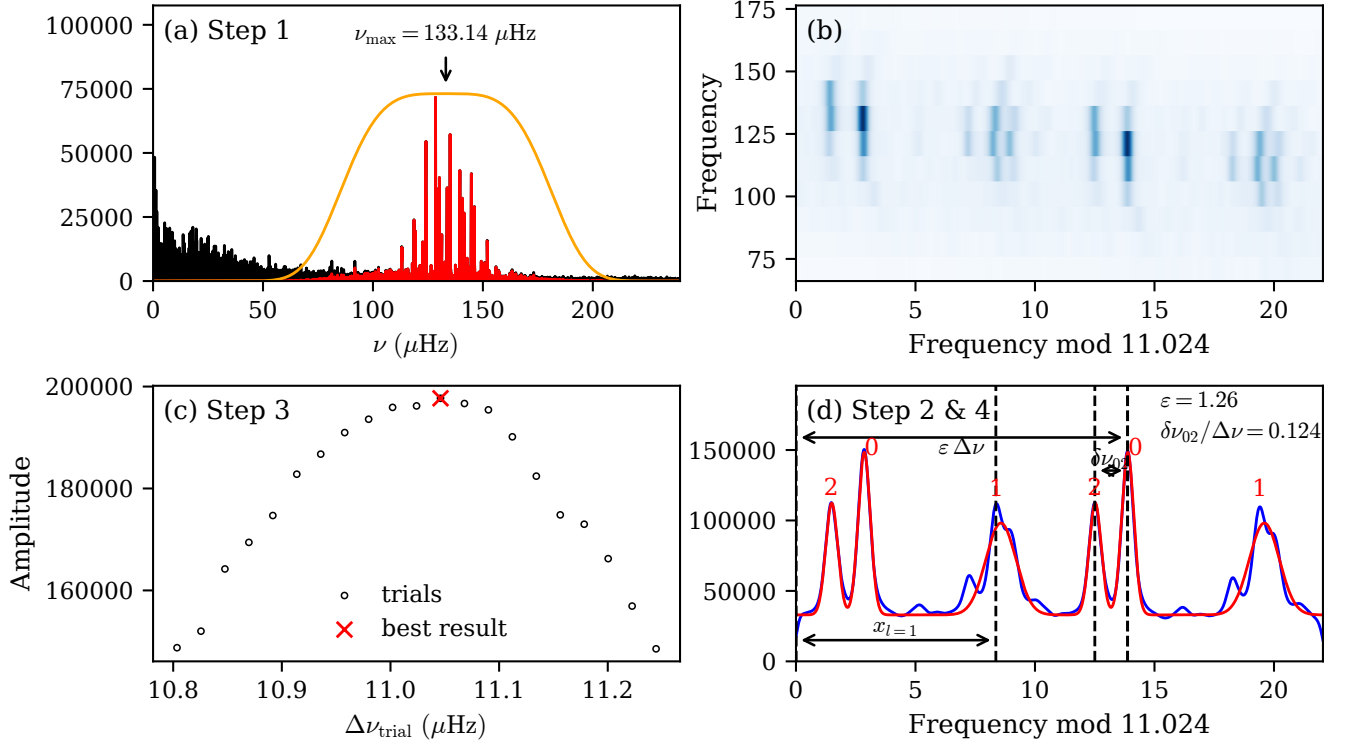 (a) Step 1
ν_max = 133.14 μHz
100000
75000
50000
25000
0
0 50 100 150 200
ν (μHz)
(b)
Frequency
175
150
125
100
75
0 5 10 15 20
Frequency mod 11.024
(c) Step 3
Amplitude
200000
180000
160000
trials
best result
10.8 10.9 11.0 11.1 11.2
Δν_trial (μHz)
(d) Step 2 & 4
ε = 1.26
δν_02/Δν = 0.124
150000
100000
50000
0
ε Δν
δν_02
2 0 1 2 0 1
x_{l=1}
0 5 10 15 20
Frequency mod 11.024